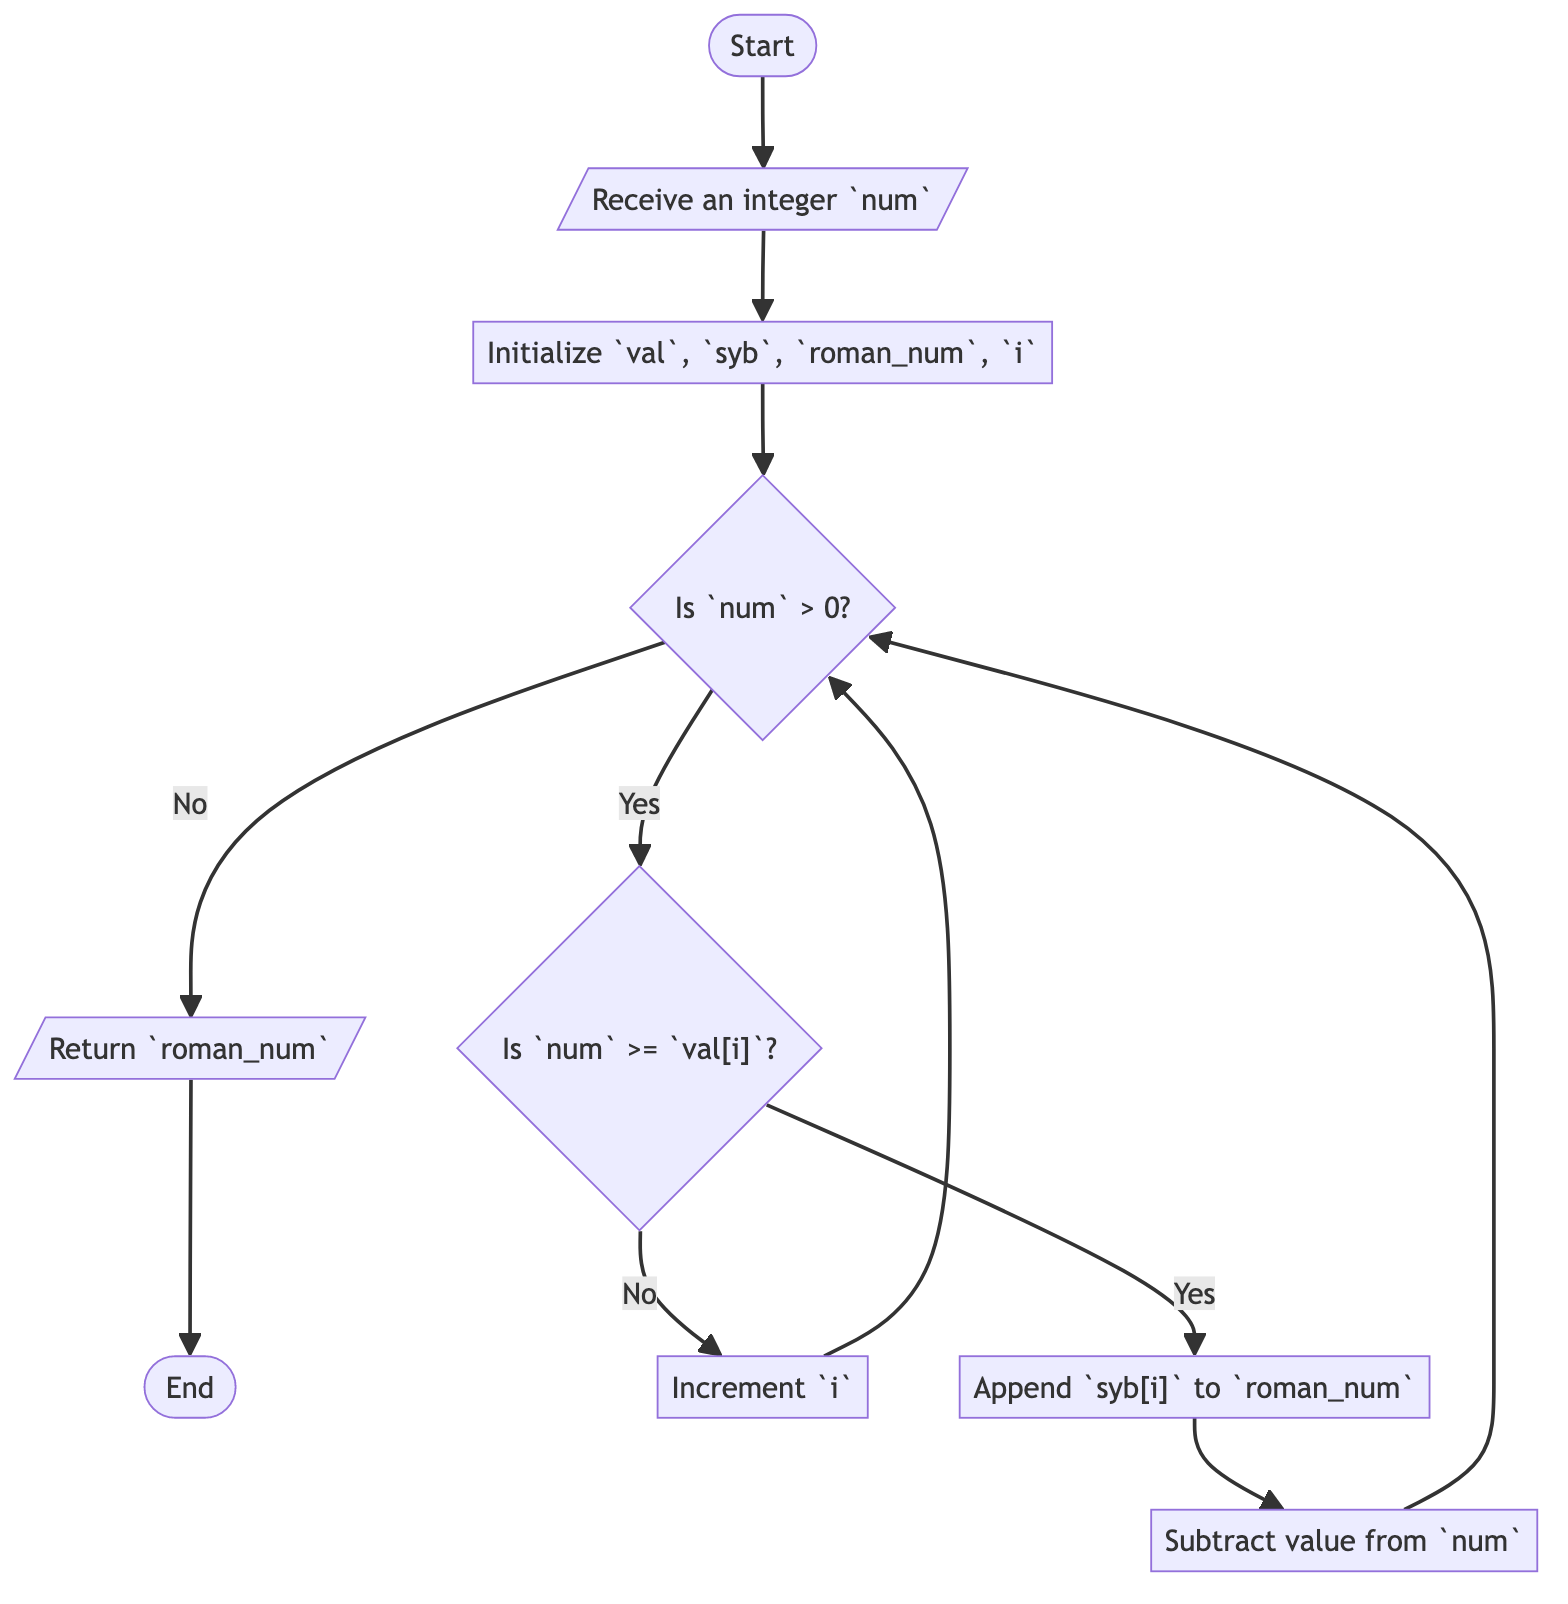 Start
Receive an integer `num`
Initialize `val`, `syb`, `roman_num`, `i`
Is `num` > 0?
No
Yes
Return `roman_num`
Is `num` >= `val[i]`?
No
Yes
End
Increment `i`
Append `syb[i]` to `roman_num`
Subtract value from `num`